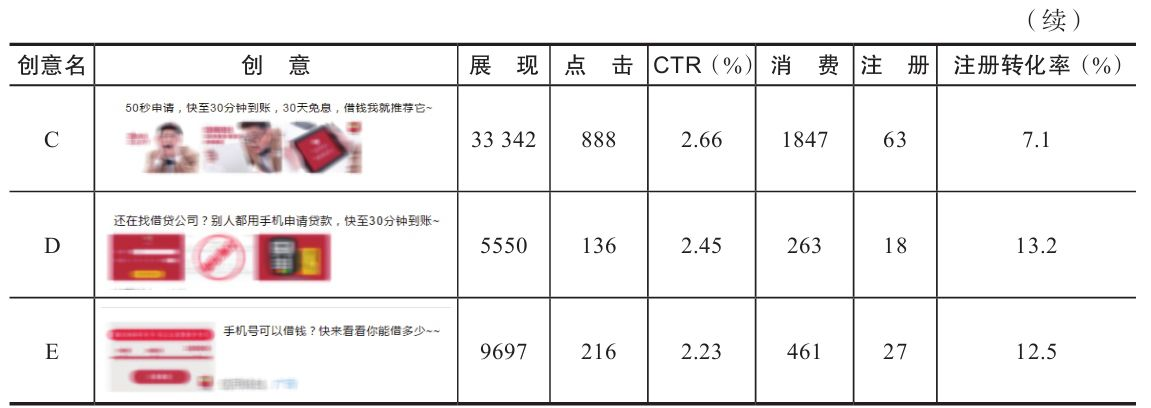 （续）
创意名 创 意 展 现 点 击 CTR（%） 消 费 注 册 注册转化率（%）
50秒申请，快至30分钟到账，30天免息，借钱我就推荐它~
C 33 342 888 2.66 1847 63 7.1
还在找借贷公司？别人都用手机申请贷款，快至30分钟到账~
D 5550 136 2.45 263 18 13.2
手机号可以借钱？快来看看你能借多少~~
E 9697 216 2.23 461 27 12.5